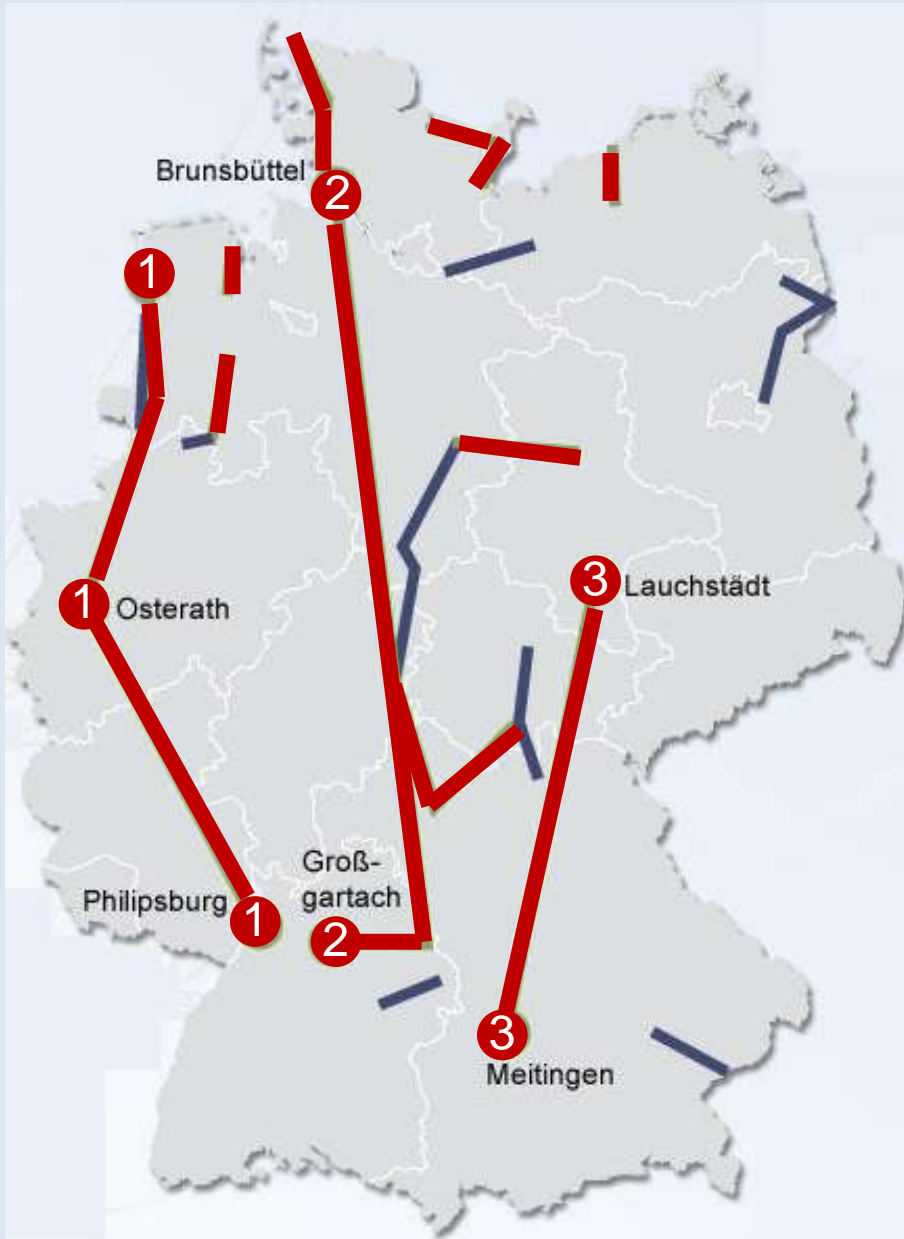 Brunsbüttel
2
1
3
Lauchstädt
1
Osterath
Groß-
gartach
Philipsburg
1
2
3
Meitingen